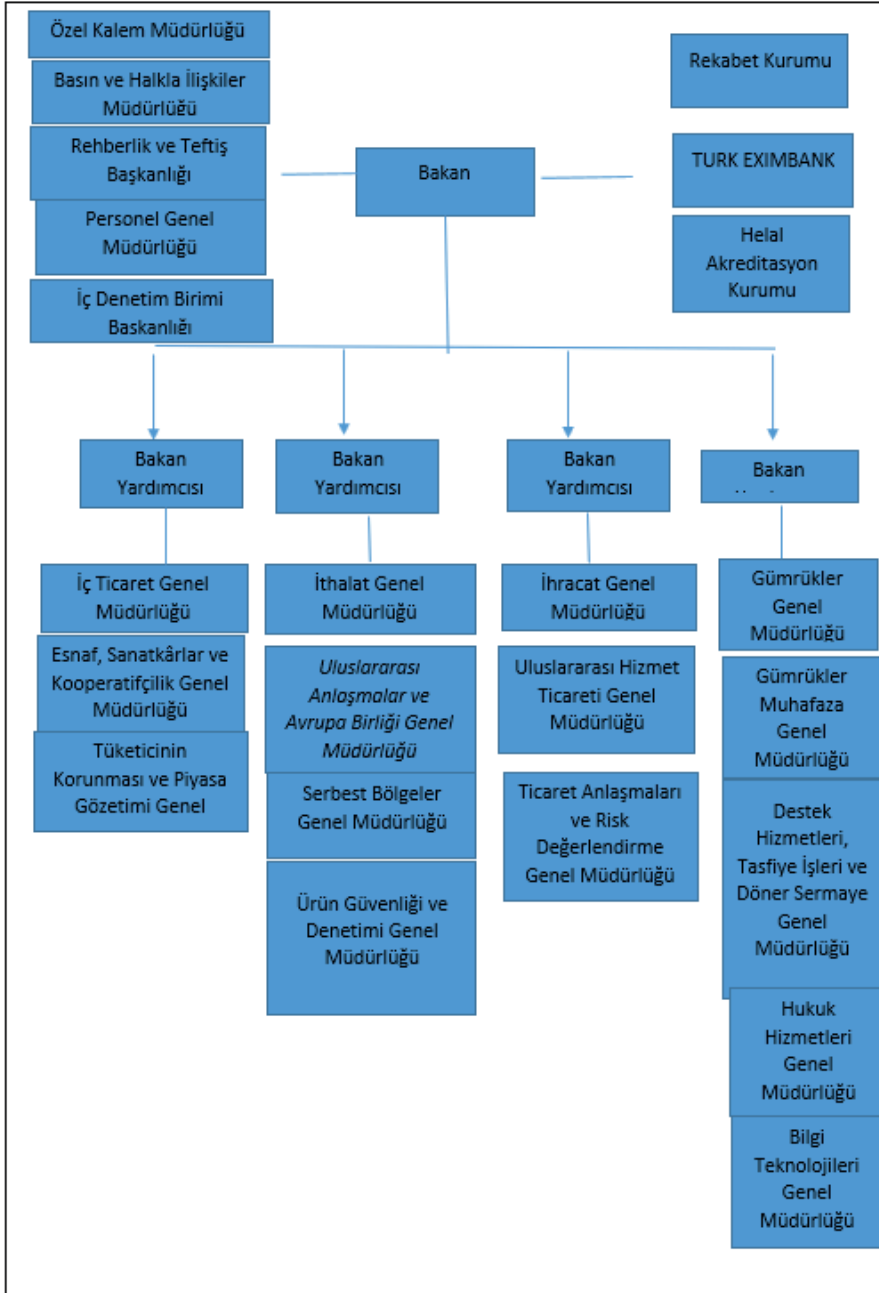 Özel Kalem Müdürlüğü
Basın ve Halkla İlişkiler
Müdürlüğü
Rehberlik ve Teftiş
Başkanlığı
Personel Genel
Müdürlüğü
İç Denetim Birimi
Baskanlığı
Bakan
Rekabet Kurumu
TURK EXIMBANK
Helal
Akreditasyon
Kurumu
Bakan
Yardımcısı
Bakan
Yardımcısı
Bakan
Yardımcısı
Bakan
İç Ticaret Genel
Müdürlüğü
Esnaf, Sanatkârlar ve
Kooperatifçilik Genel
Müdürlüğü
Tüketicinin
Korunması ve Piyasa
Gözetimi Genel
İthalat Genel
Müdürlüğü
Uluslararası
Anlaşmalar ve
Avrupa Birliği Genel
Müdürlüğü
Serbest Bölgeler
Genel Müdürlüğü
Ürün Güvenliği ve
Denetimi Genel
Müdürlüğü
İhracat Genel
Müdürlüğü
Uluslararası Hizmet
Ticareti Genel
Müdürlüğü
Ticaret Anlaşmaları
ve Risk
Değerlendirme
Genel Müdürlüğü
Gümrükler
Genel
Müdürlüğü
Gümrükler
Muhafaza
Genel
Müdürlüğü
Destek
Hizmetleri,
Tasfiye İşleri ve
Döner Sermaye
Genel
Müdürlüğü
Hukuk
Hizmetleri
Genel
Müdürlüğü
Bilgi
Teknolojileri
Genel
Müdürlüğü